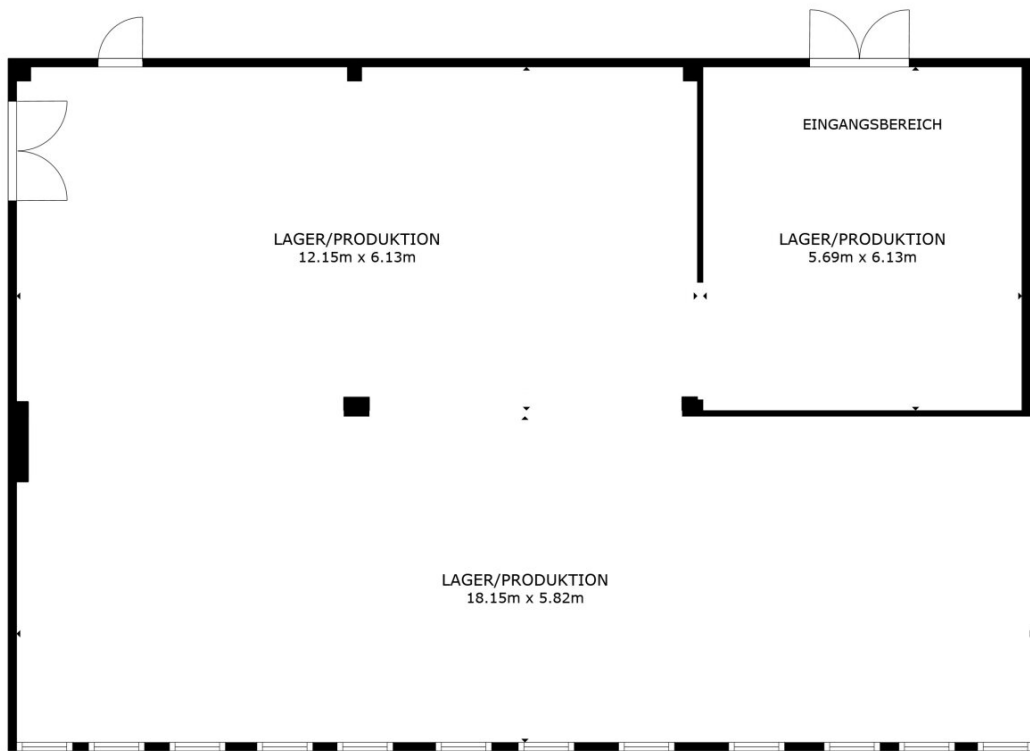 EINGANGSBEREICH
LAGER/PRODUKTION
12.15m x 6.13m
LAGER/PRODUKTION
5.69m x 6.13m
LAGER/PRODUKTION
18.15m x 5.82m